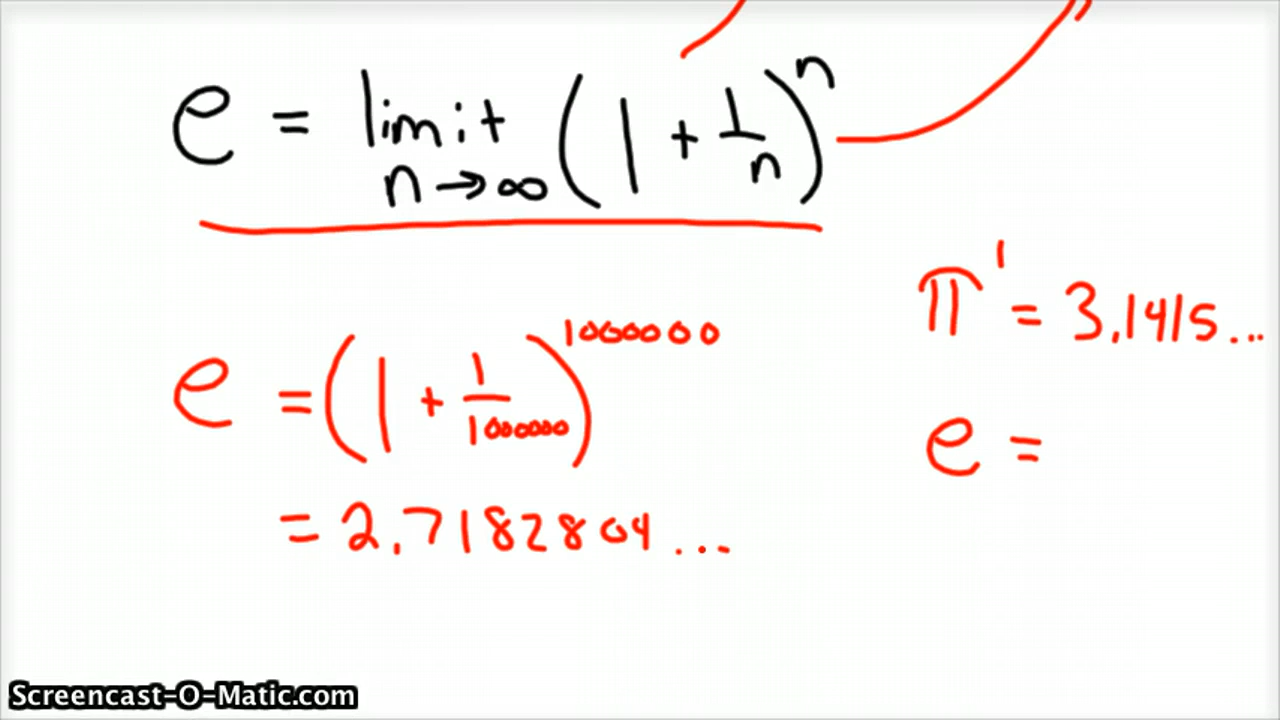 e = limit n→∞ (1 + 1/n)^n
π' = 3.1415...
e = (1 + 1/1000000)^1000000
e =
= 2.7182804...
Screencast-O-Matic.com